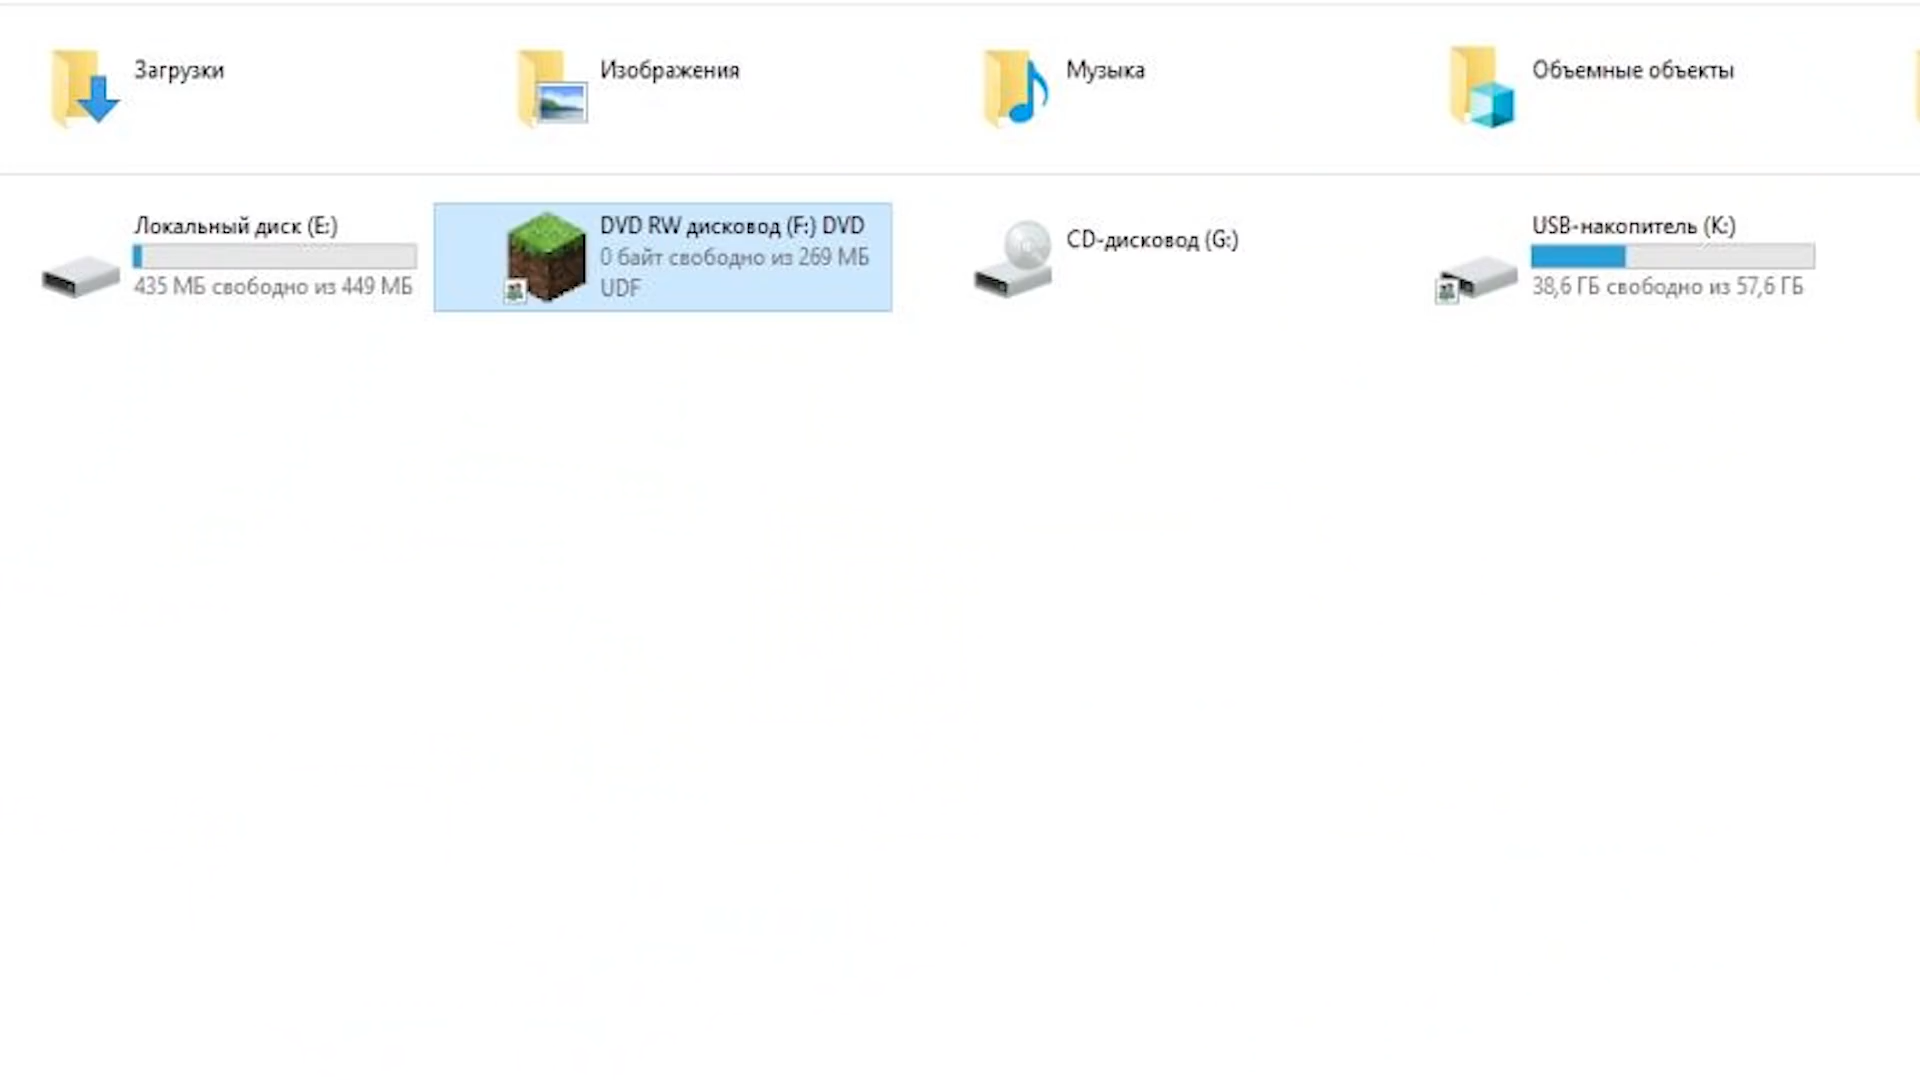 Загрузки
Изображения
Музыка
Объемные объекты
Локальный диск (E:)
435 МБ свободно из 449 МБ
DVD RW дисковод (F:) DVD
0 байт свободно из 269 МБ
UDF
CD-дисковод (G:)
USB-накопитель (K:)
38,6 ГБ свободно из 57,6 ГБ